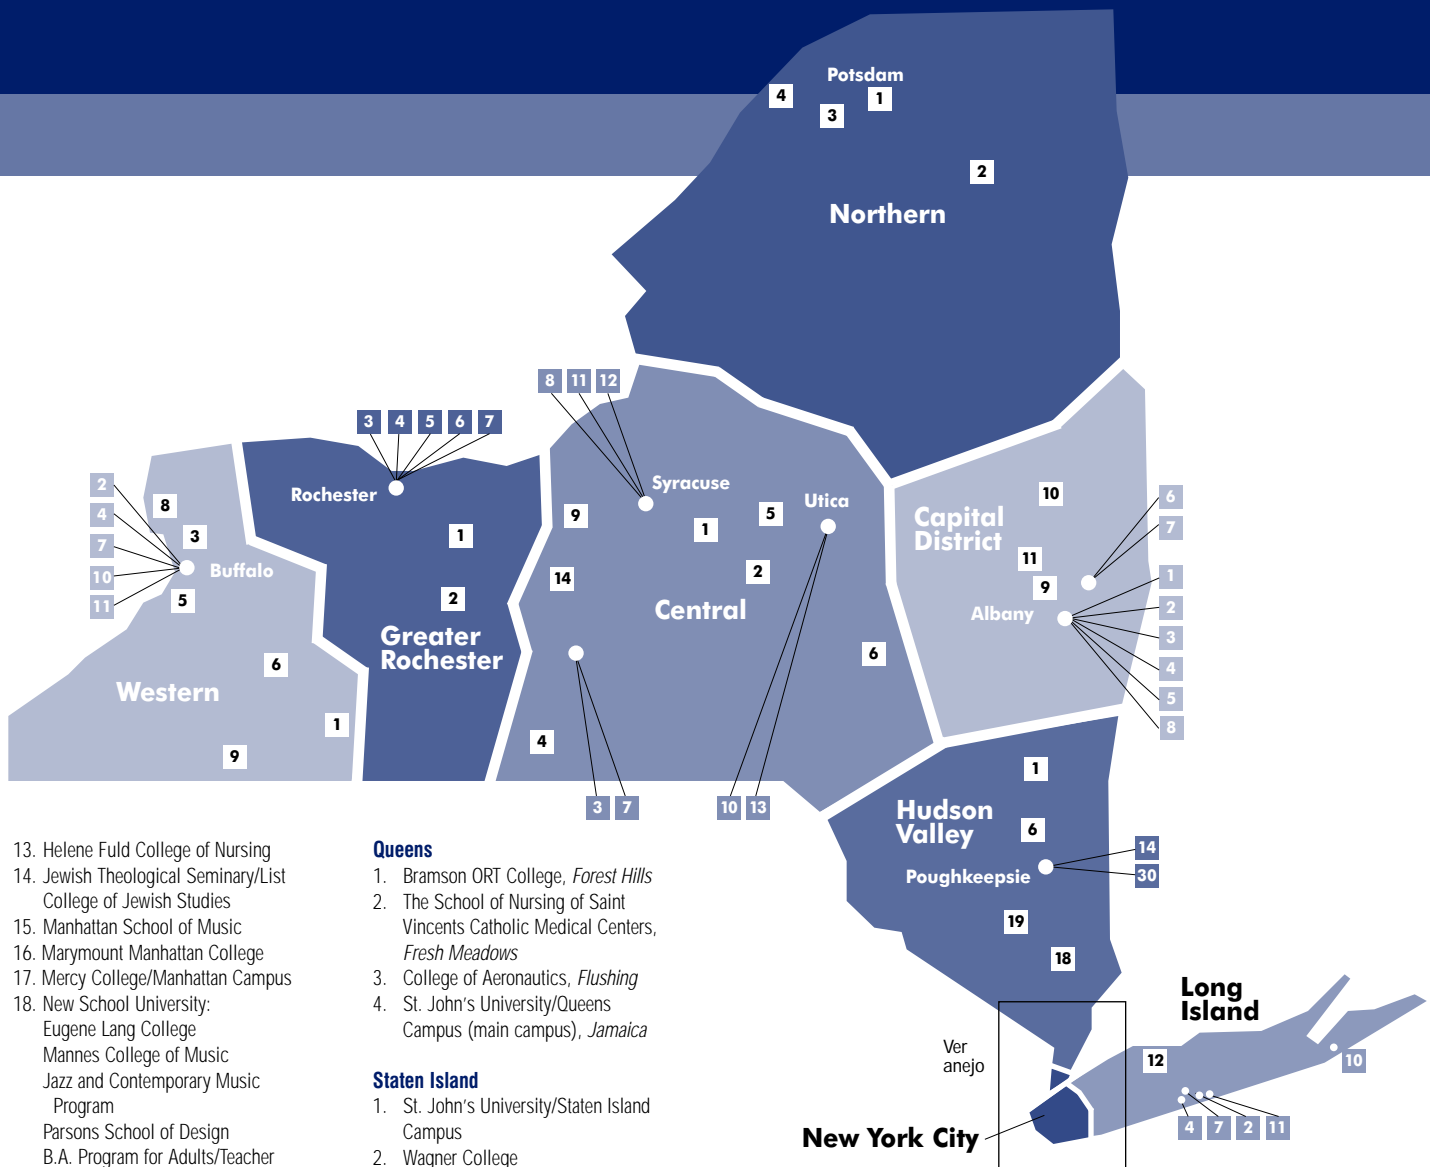 Potsdam
4
1
3
2
Northern
8 11 12
3 4 5 6 7
Rochester
1
2
Greater
Rochester
2
4
7
10
11
8
3
Buffalo
5
6
Western
1
9
Syracuse
Utica
9
5
1
14
2
Central
6
4
3 7
10 13
10
Capital
District
11
9
Albany
6
7
1
2
3
4
5
8
1
Hudson
Valley
6
Poughkeepsie
14
30
19
18
Long
Island
12
10
4 7 2 11
Ver
anejo
New York City
13. Helene Fuld College of Nursing
14. Jewish Theological Seminary/List
College of Jewish Studies
15. Manhattan School of Music
16. Marymount Manhattan College
17. Mercy College/Manhattan Campus
18. New School University:
Eugene Lang College
Mannes College of Music
Jazz and Contemporary Music
Program
Parsons School of Design
B.A. Program for Adults/Teacher
Queens
1. Bramson ORT College, Forest Hills
2. The School of Nursing of Saint
Vincents Catholic Medical Centers,
Fresh Meadows
3. College of Aeronautics, Flushing
4. St. John's University/Queens
Campus (main campus), Jamaica
Staten Island
1. St. John's University/Staten Island
Campus
2. Wagner College